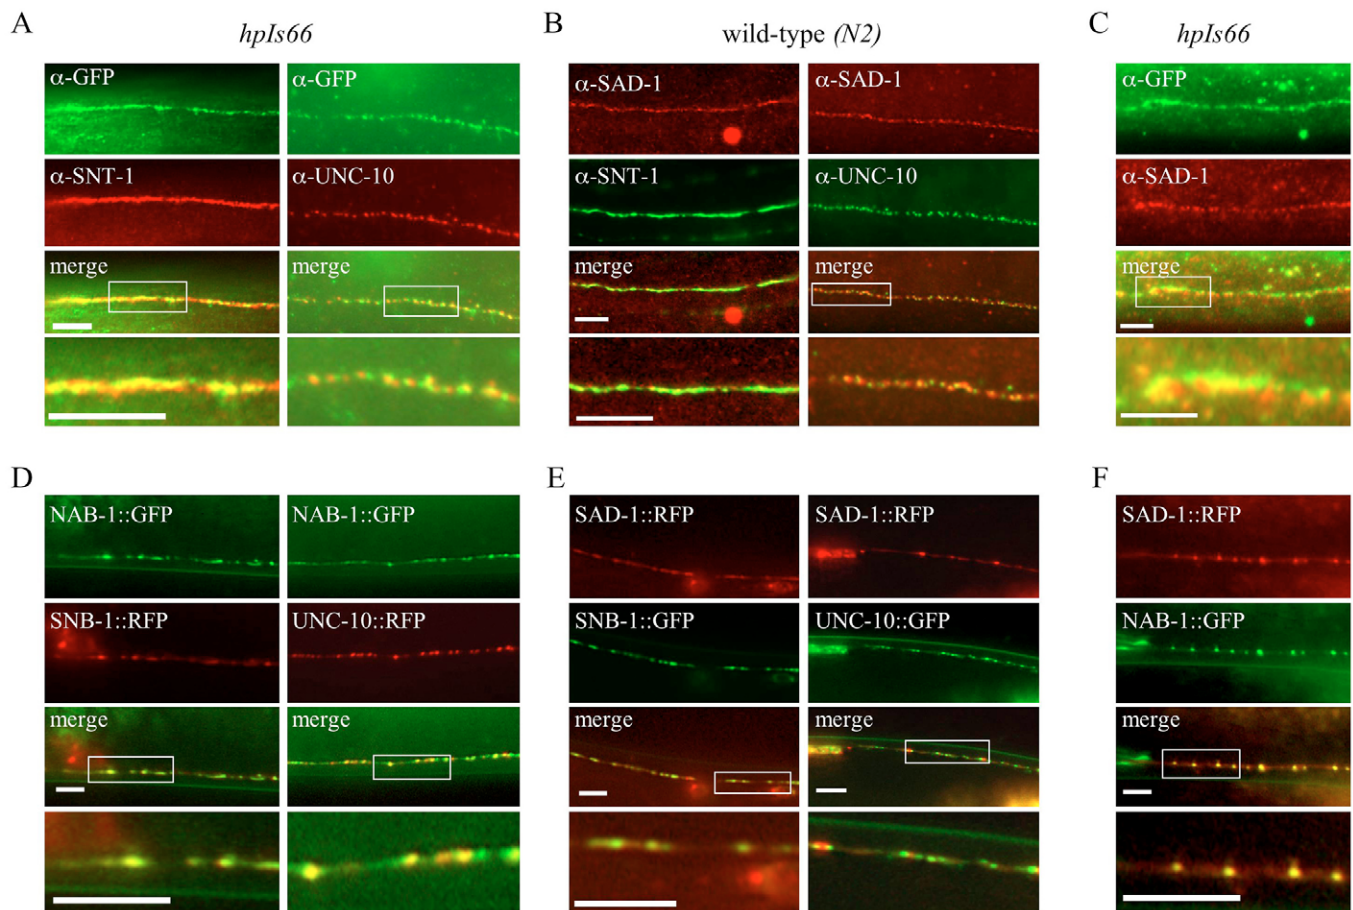 A
hpIs66
α-GFP
α-GFP
α-SNT-1
α-UNC-10
merge
merge
B
wild-type (N2)
α-SAD-1
α-SAD-1
α-SNT-1
α-UNC-10
merge
merge
C
hpIs66
α-GFP
α-SAD-1
merge
D
NAB-1::GFP
NAB-1::GFP
SNB-1::RFP
UNC-10::RFP
merge
merge
E
SAD-1::RFP
SAD-1::RFP
SNB-1::GFP
UNC-10::GFP
merge
merge
F
SAD-1::RFP
NAB-1::GFP
merge